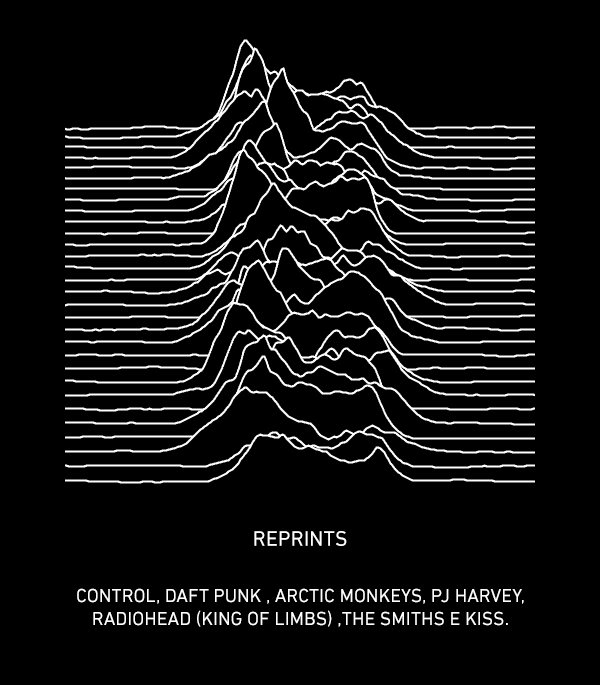 REPRINTS
CONTROL, DAFT PUNK , ARCTIC MONKEYS, PJ HARVEY,
RADIOHEAD (KING OF LIMBS) ,THE SMITHS E KISS.